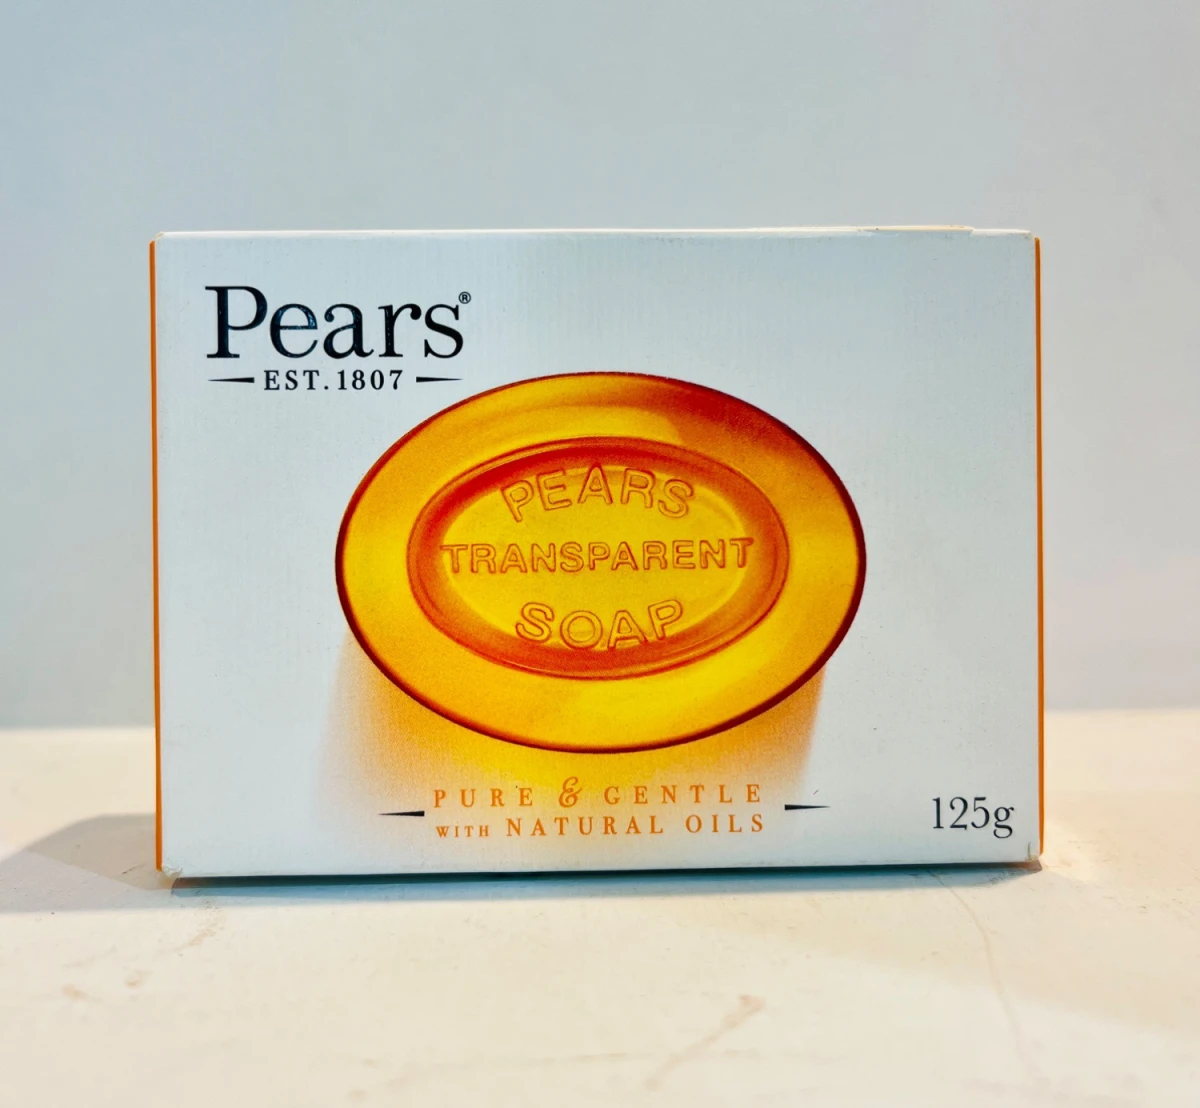 Pears®
EST. 1807
PEARS
TRANSPARENT
SOAP
PURE & GENTLE
WITH NATURAL OILS
125g